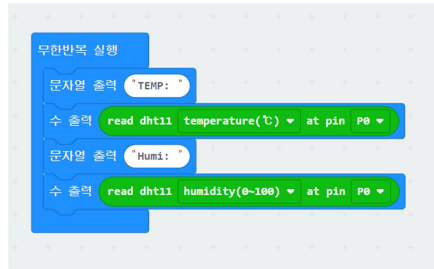 무한반복 실행
문자열 출력 "TEMP: "
수 출력 read dht11 temperature(℃) ▼ at pin P0 ▼
문자열 출력 "Humi: "
수 출력 read dht11 humidity(0~100) ▼ at pin P0 ▼